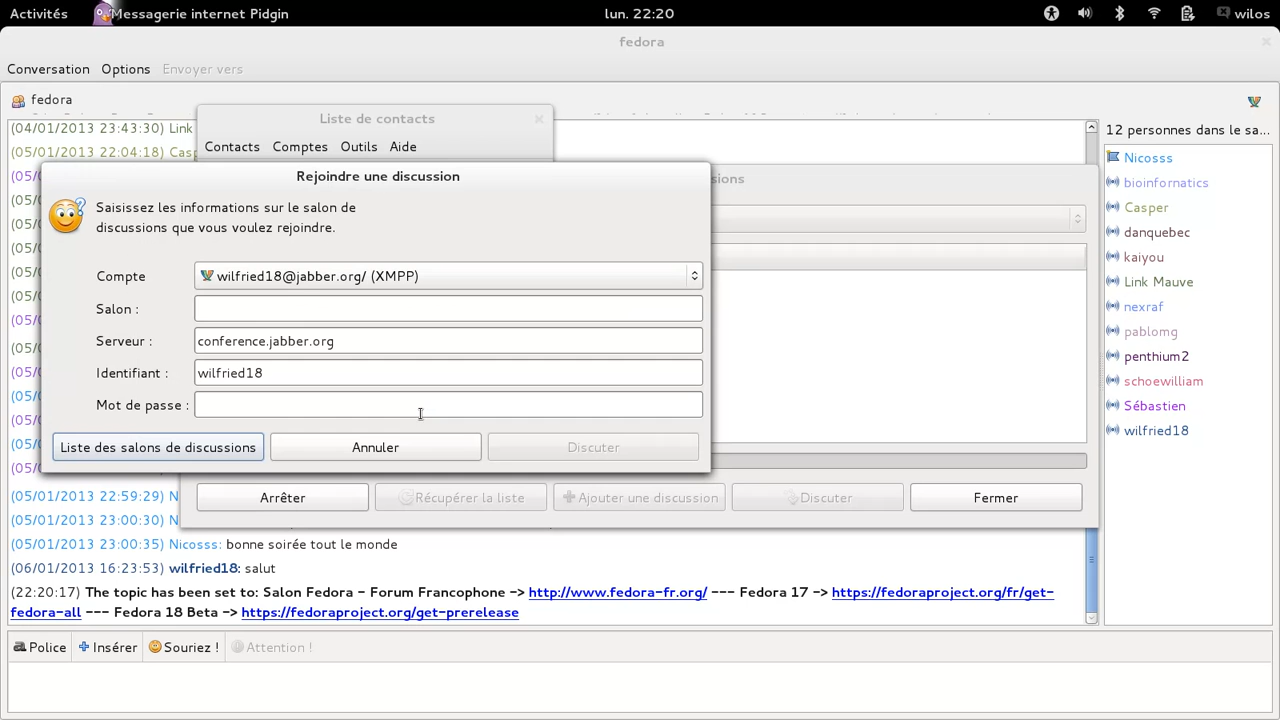 Activités Messagerie internet Pidgin lun. 22:20 wilos
fedora
Conversation Options Envoyer vers
fedora
Liste de contacts
Contacts Comptes Outils Aide
(04/01/2013 23:43:30) Link
(05/01/2013 22:04:18) Casp
Rejoindre une discussion
Saisissez les informations sur le salon de
discussions que vous voulez rejoindre.
Compte wilfried18@jabber.org/ (XMPP)
Salon :
Serveur : conference.jabber.org
Identifiant : wilfried18
Mot de passe :
Liste des salons de discussions Annuler Discuter
Arrêter Récupérer la liste Ajouter une discussion Discuter Fermer
(05/01/2013 22:59:29) N
(05/01/2013 23:00:30) N
(05/01/2013 23:00:35) Nicosss: bonne soirée tout le monde
(06/01/2013 16:23:53) wilfried18: salut
(22:20:17) The topic has been set to: Salon Fedora - Forum Francophone -> http://www.fedora-fr.org/ --- Fedora 17 -> https://fedoraproject.org/fr/get-
fedora-all --- Fedora 18 Beta -> https://fedoraproject.org/get-prerelease
12 personnes dans le sa...
Nicosss
bioinformatics
Casper
danquebec
kaiyou
Link Mauve
nexraf
pablomg
penthium2
schoewilliam
Sébastien
wilfried18
Police Insérer Souriez ! Attention !